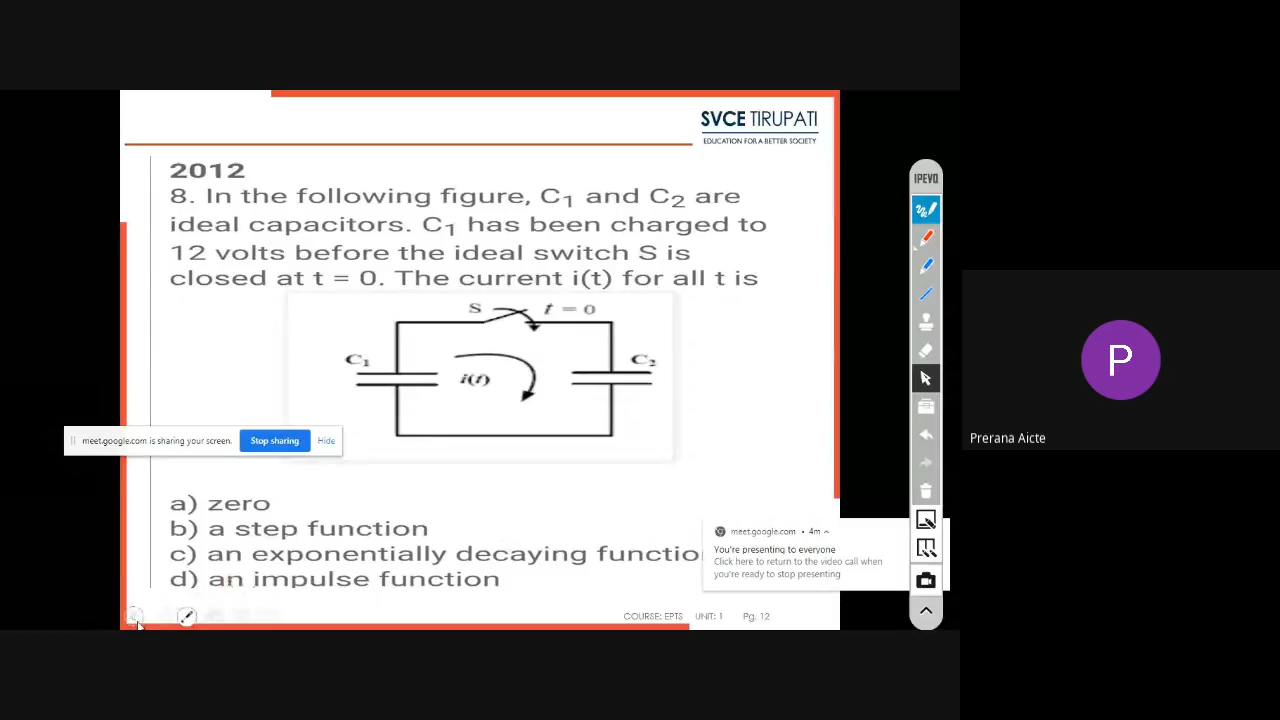 SVCE TIRUPATI
EDUCATION FOR A BETTER SOCIETY
2012
8. In the following figure, C1 and C2 are
ideal capacitors. C1 has been charged to
12 volts before the ideal switch S is
closed at t = 0. The current i(t) for all t is
S t = 0
C1
C2
i(t)
meet.google.com is sharing your screen. Stop sharing Hide
a) zero
b) a step function
c) an exponentially decaying functio
d) an impulse function
meet.google.com • 4m
You're presenting to everyone
Click here to return to the video call when
you're ready to stop presenting
COURSE: EPTS UNIT: 1 Pg. 12
IPEVO
P
Prerana Aicte